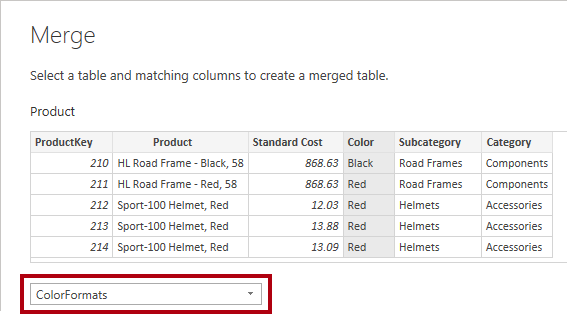 Merge
Select a table and matching columns to create a merged table.
Product
ProductKey Product Standard Cost Color Subcategory Category
210 HL Road Frame - Black, 58 868.63 Black Road Frames Components
211 HL Road Frame - Red, 58 868.63 Red Road Frames Components
212 Sport-100 Helmet, Red 12.03 Red Helmets Accessories
213 Sport-100 Helmet, Red 13.88 Red Helmets Accessories
214 Sport-100 Helmet, Red 13.09 Red Helmets Accessories
ColorFormats